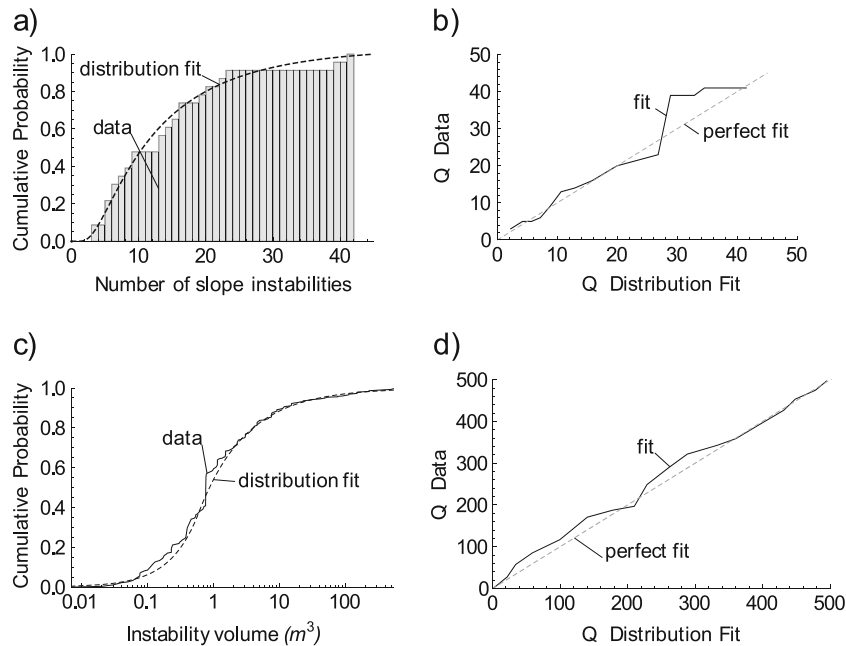 a)
Cumulative Probability
1.0
0.8
0.6
0.4
0.2
0.0
distribution fit
data
0 10 20 30 40
Number of slope instabilities
b)
Q Data
50
40
30
20
10
0
fit
perfect fit
0 10 20 30 40 50
Q Distribution Fit
c)
Cumulative Probability
1.0
0.8
0.6
0.4
0.2
0.0
data
distribution fit
0.01 0.1 1 10 100
Instability volume (m³)
d)
Q Data
500
400
300
200
100
0
fit
perfect fit
0 100 200 300 400 500
Q Distribution Fit